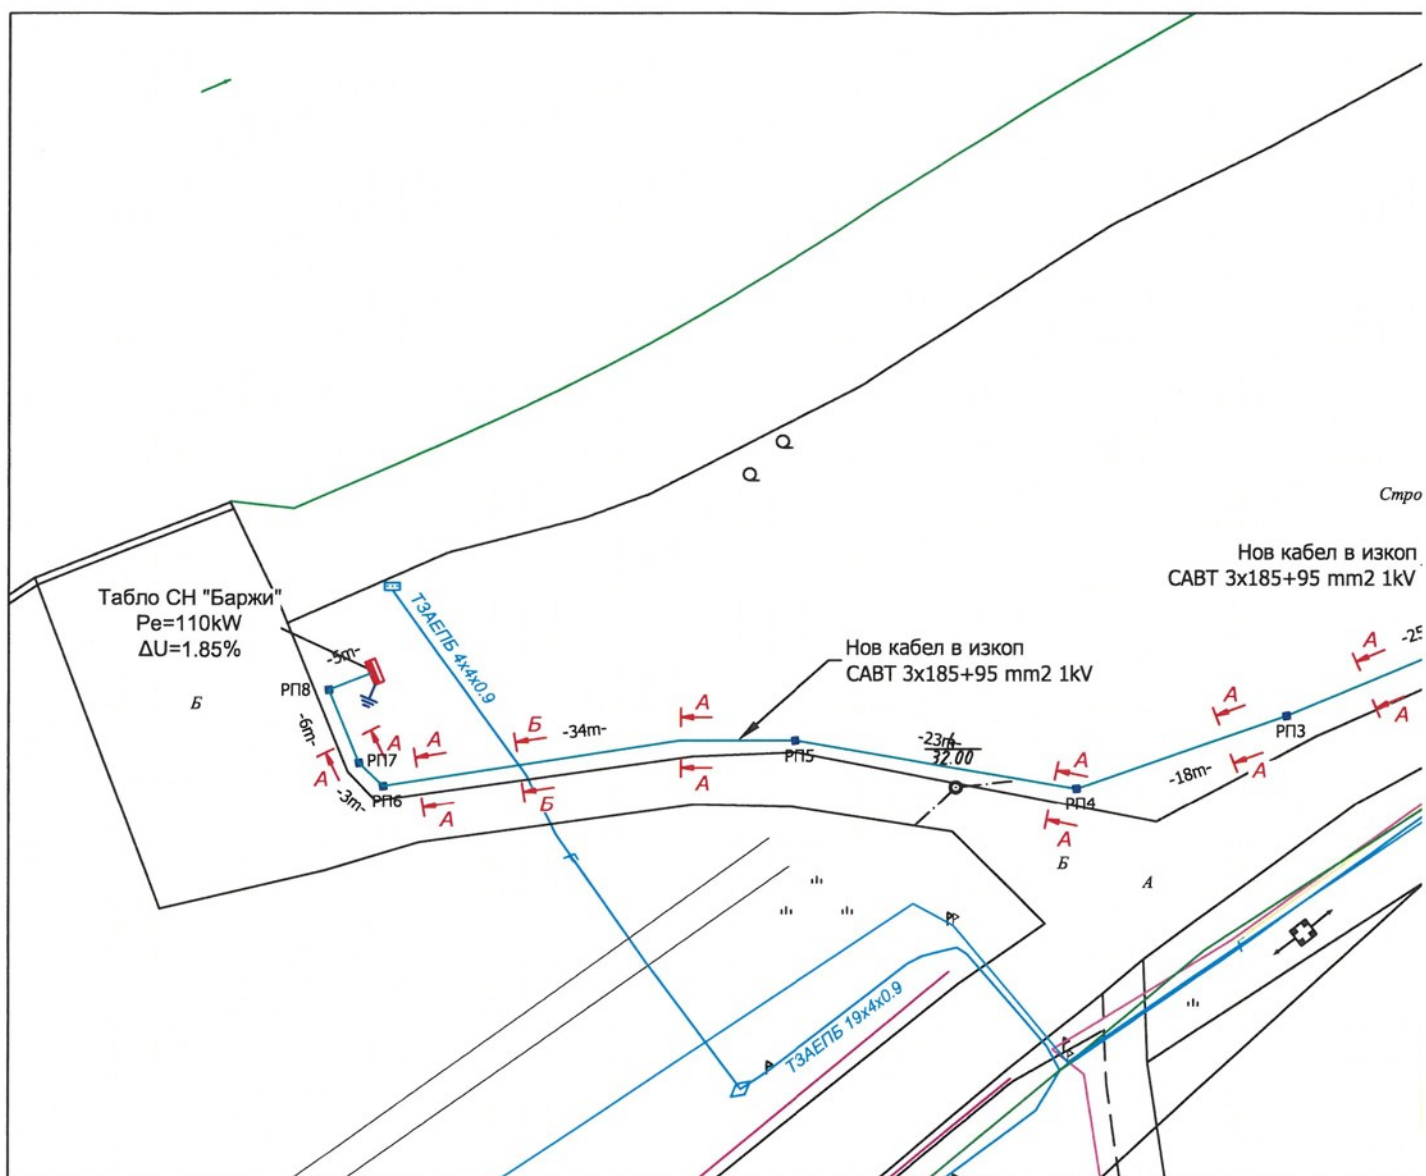 Стро
Нов кабел в изкоп
САВТ 3x185+95 mm2 1kV
Табло СН "Баржи"
Pe=110kW
ΔU=1.85%
ТЗАЕПБ 4x4x0.9
-5m-
РП8
Б
-6m-
А
РП7
А
А
-3m-
РП6
А
Б
Б
-34m-
А
А
Нов кабел в изкоп
САВТ 3x185+95 mm2 1kV
РП5
-23m-
32.00
А
РП4
А
-18m-
А
А
РП3
А
А
Б
А
ТЗАЕПБ 19x4x0.9